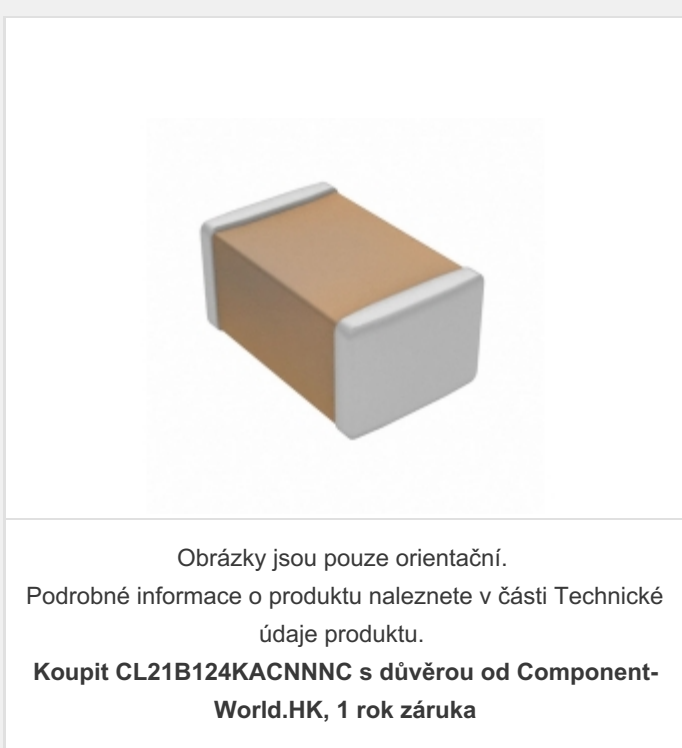 Obrázky jsou pouze orientační.
Podrobné informace o produktu naleznete v části Technické
údaje produktu.
Koupit CL21B124KACNNNC s důvěrou od Component-
World.HK, 1 rok záruka